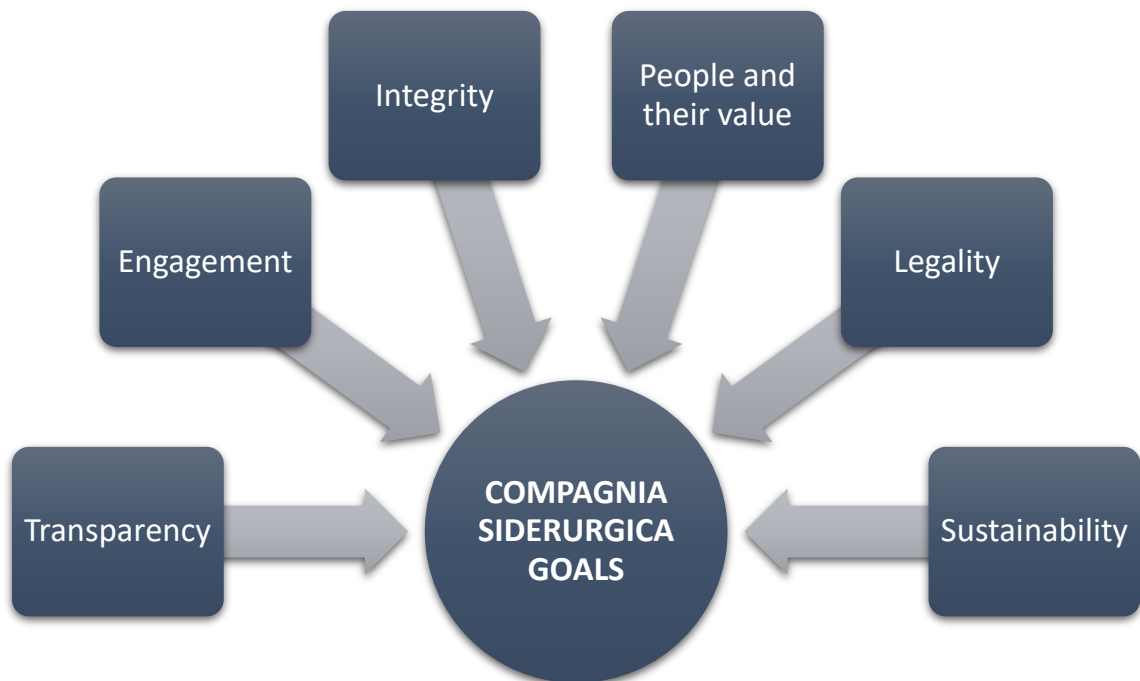 Integrity
People and
their value
Engagement
Legality
Transparency
COMPAGNIA
SIDERURGICA
GOALS
Sustainability